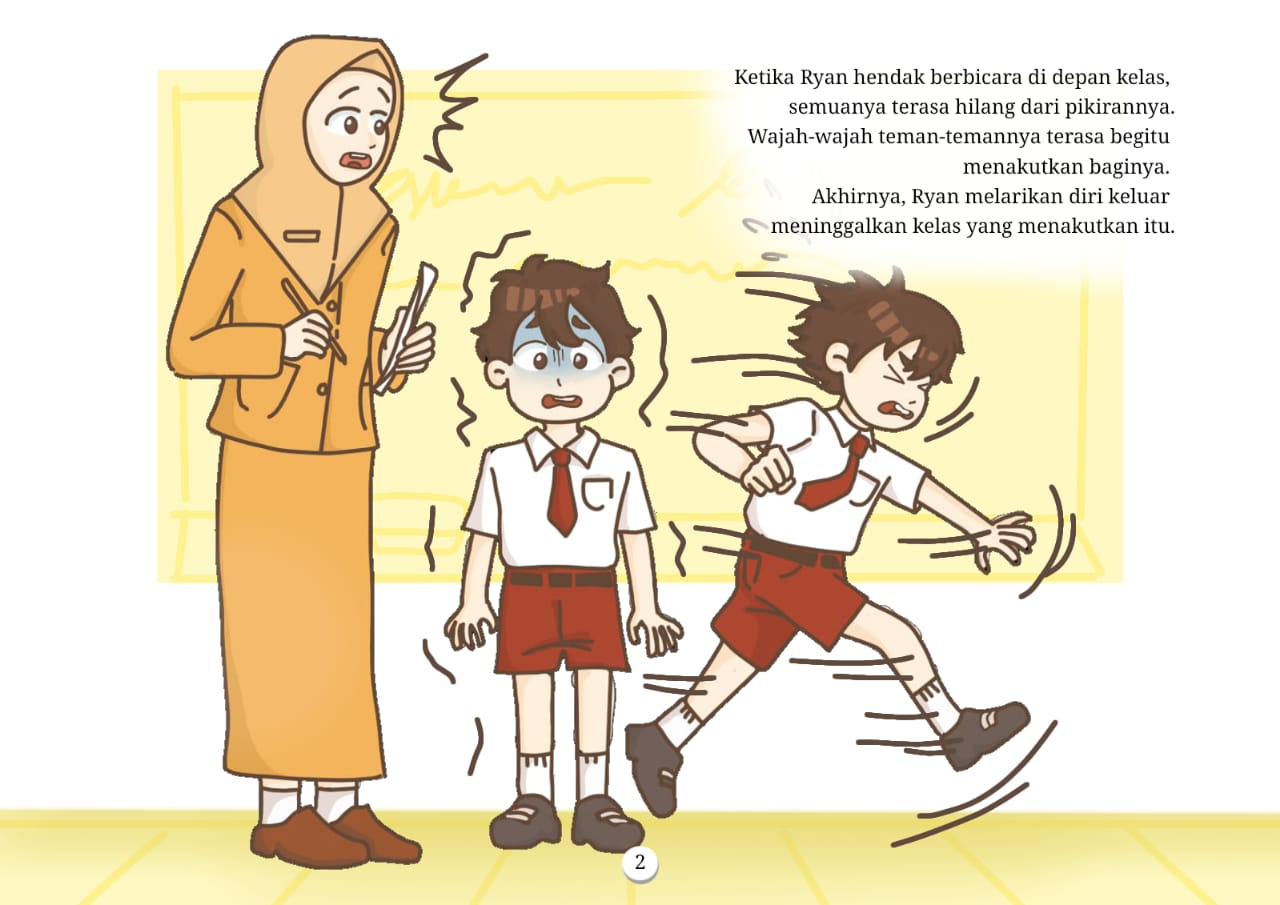 Ketika Ryan hendak berbicara di depan kelas,
semuanya terasa hilang dari pikirannya.
Wajah-wajah teman-temannya terasa begitu
menakutkan baginya.
Akhirnya, Ryan melarikan diri keluar
meninggalkan kelas yang menakutkan itu.
2